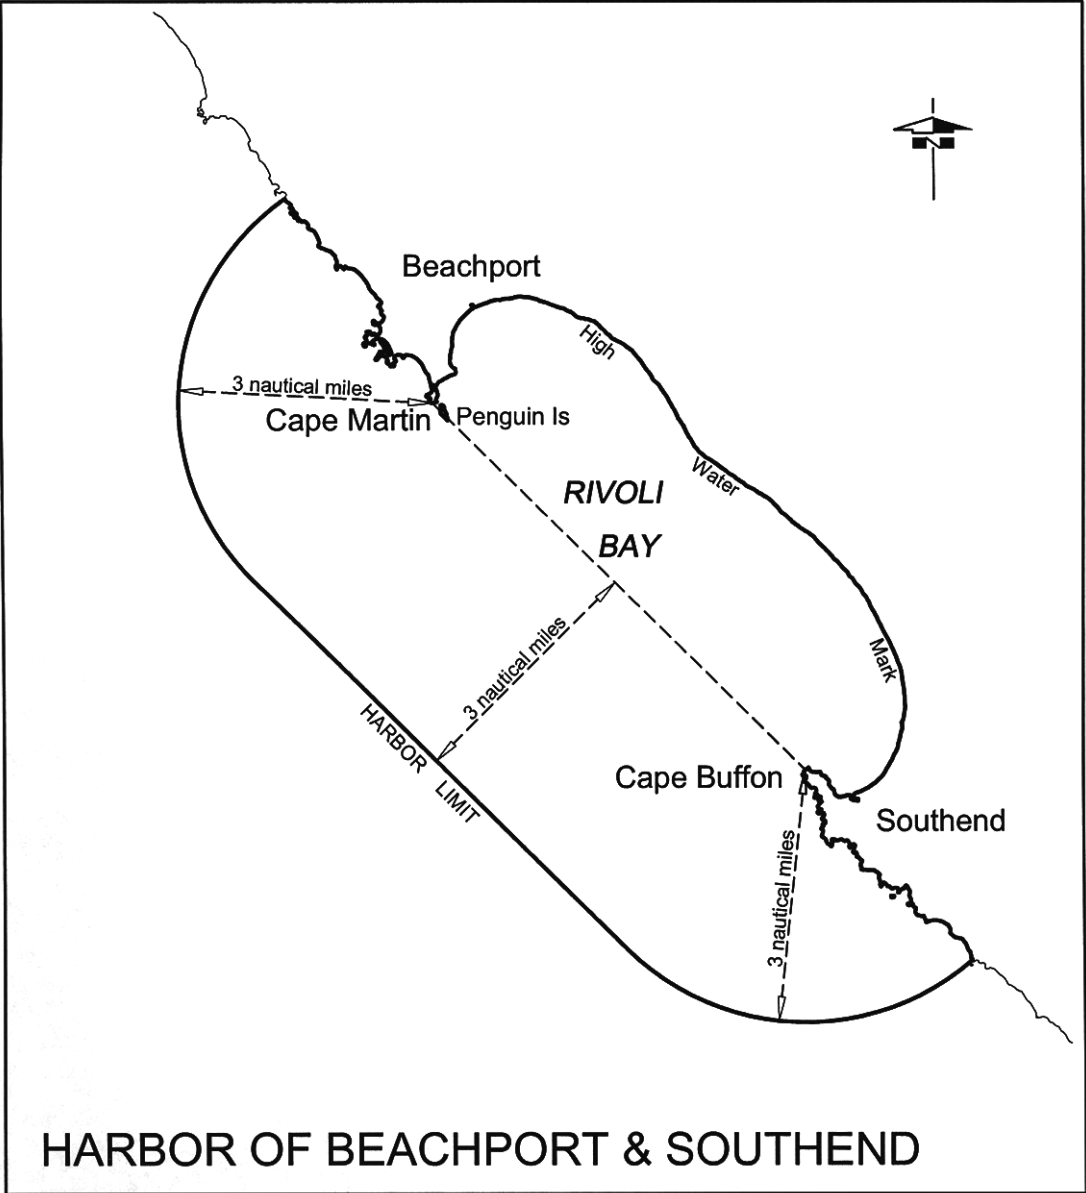 N
Beachport
High
3 nautical miles
Cape Martin
Penguin Is
Water
RIVOLI
BAY
3 nautical miles
Mark
HARBOR
LIMIT
Cape Buffon
Southend
3 nautical miles
HARBOR OF BEACHPORT & SOUTHEND